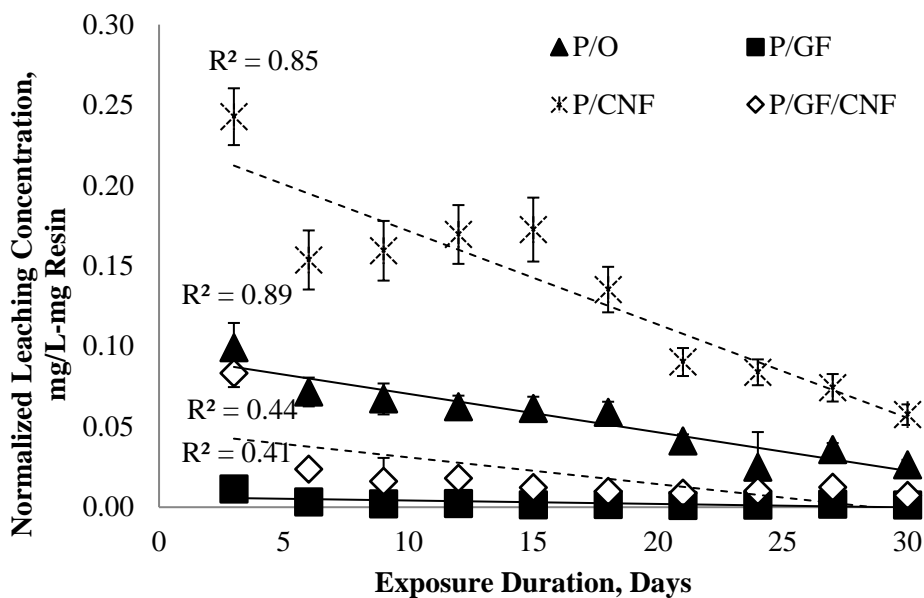 Normalized Leaching Concentration,
mg/L-mg Resin
0.30
0.25
0.20
0.15
0.10
0.05
0.00
P/O
P/GF
P/CNF
P/GF/CNF
R² = 0.85
R² = 0.89
R² = 0.44
R² = 0.41
0
5
10
15
20
25
30
Exposure Duration, Days